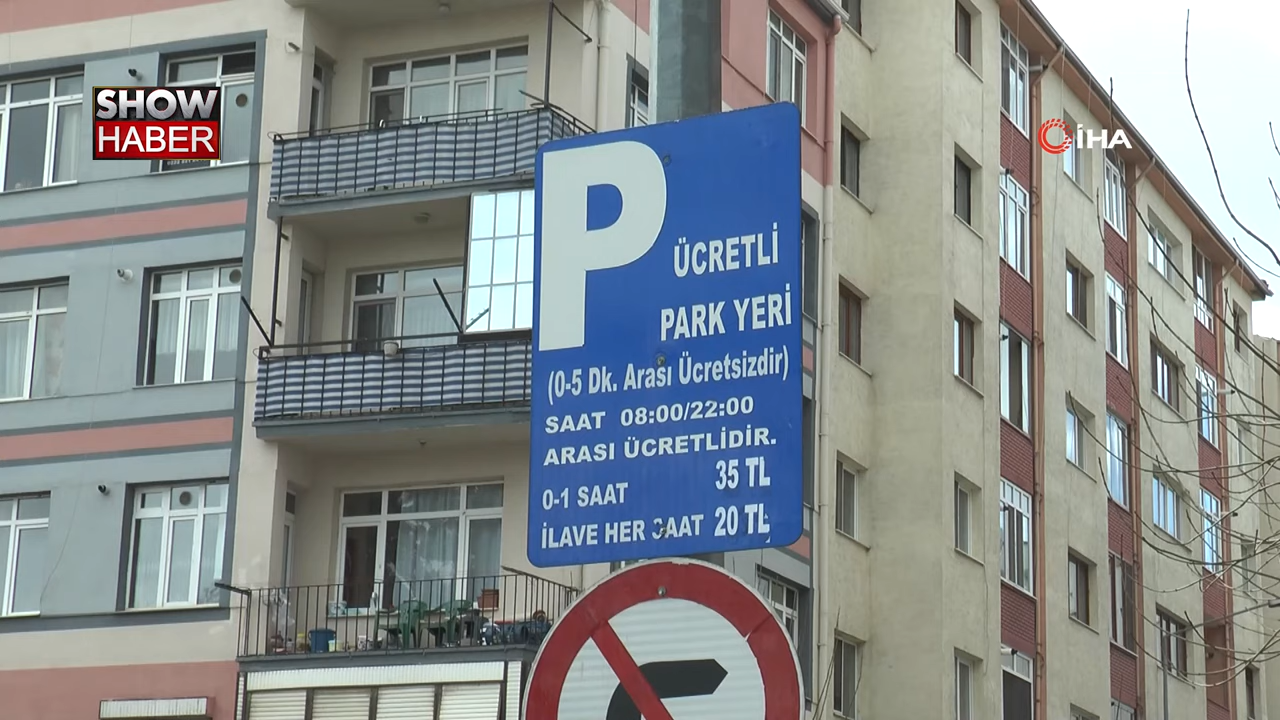 SHOW
HABER
İHA
P
ÜCRETLİ
PARK YERİ
(0-5 Dk. Arası Ücretsizdir)
SAAT 08:00/22:00
ARASI ÜCRETLİDİR.
0-1 SAAT 35 TL
İLAVE HER SAAT 20 TL